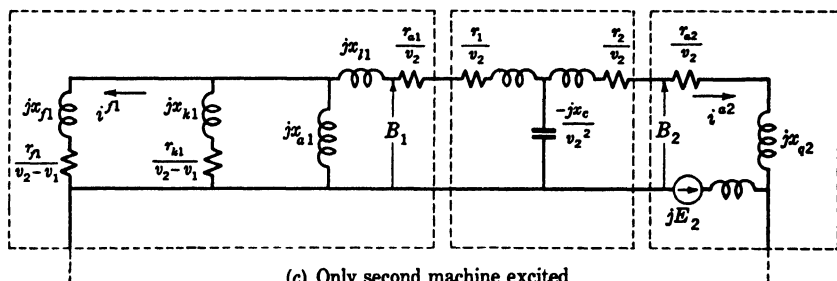 jx_{l1}
r_{a1}/v_2
r_1/v_2
r_2/v_2
r_{a2}/v_2
jx_{f1}
i^{f1}
jx_{k1}
jx_{a1}
B_1
-jx_c/v_2^2
B_2
i^{a2}
jx_{q2}
r_{f1}/v_2-v_1
r_{k1}/v_2-v_1
jE_2
(c) Only second machine excited